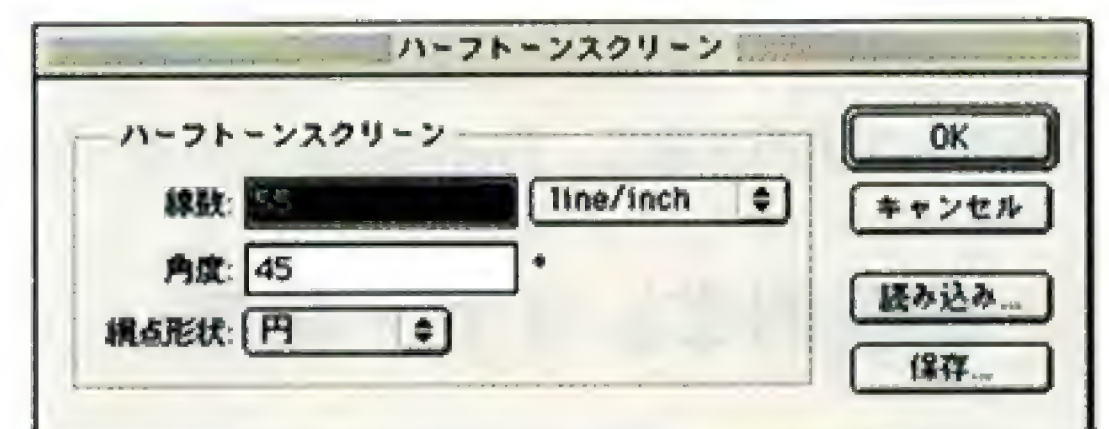 ハーフトーンスクリーン
ハーフトーンスクリーン
線数: line/inch
角度: 45 °
網点形状: 円
OK
キャンセル
読み込み...
保存...